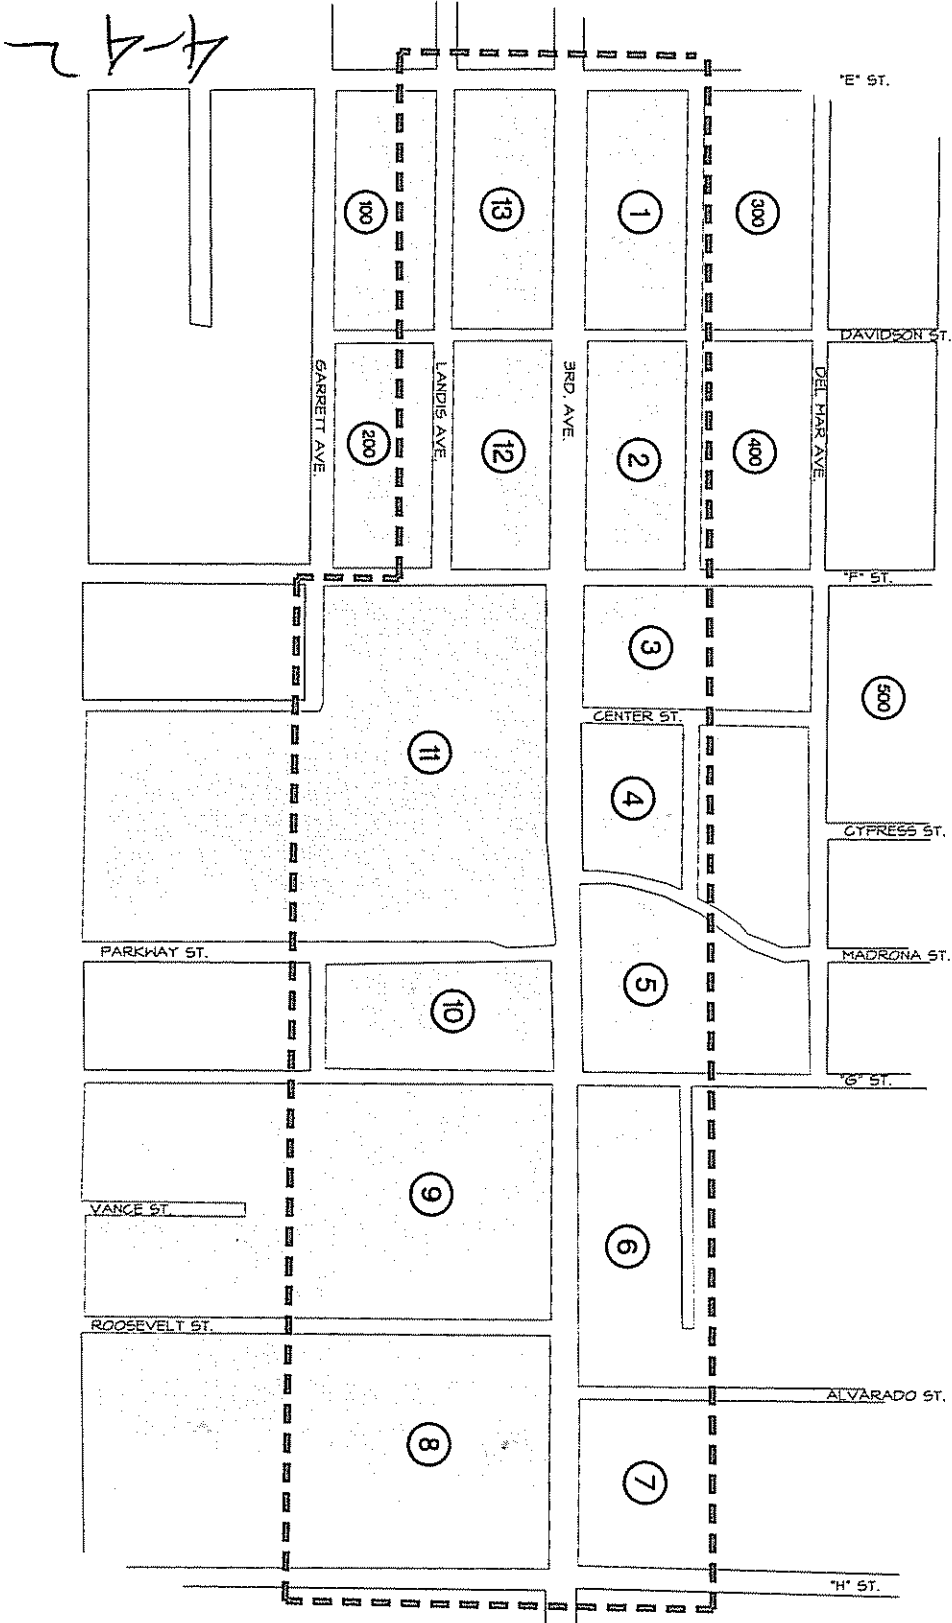 4-42
"E" ST.
100
13
1
300
DAVIDSON ST.
GARRETT AVE.
LANDIS AVE.
3RD. AVE.
DEL MAR AVE.
200
12
2
400
"F" ST.
3
500
CENTER ST.
11
4
CYPRESS ST.
PARKWAY ST.
MADRONA ST.
5
10
"G" ST.
9
VANCE ST.
6
ROOSEVELT ST.
ALVARADO ST.
8
7
"H" ST.